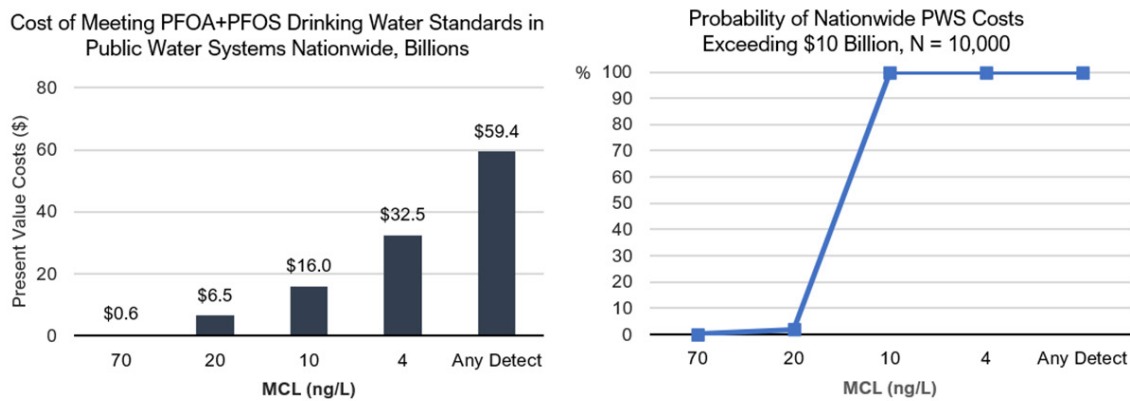 Cost of Meeting PFOA+PFOS Drinking Water Standards in
Public Water Systems Nationwide, Billions
Present Value Costs ($)
80
60
40
20
0
$0.6
$6.5
$16.0
$32.5
$59.4
70 20 10 4 Any Detect
MCL (ng/L)
Probability of Nationwide PWS Costs
Exceeding $10 Billion, N = 10,000
% 100
90
80
70
60
50
40
30
20
10
0
70 20 10 4 Any Detect
MCL (ng/L)